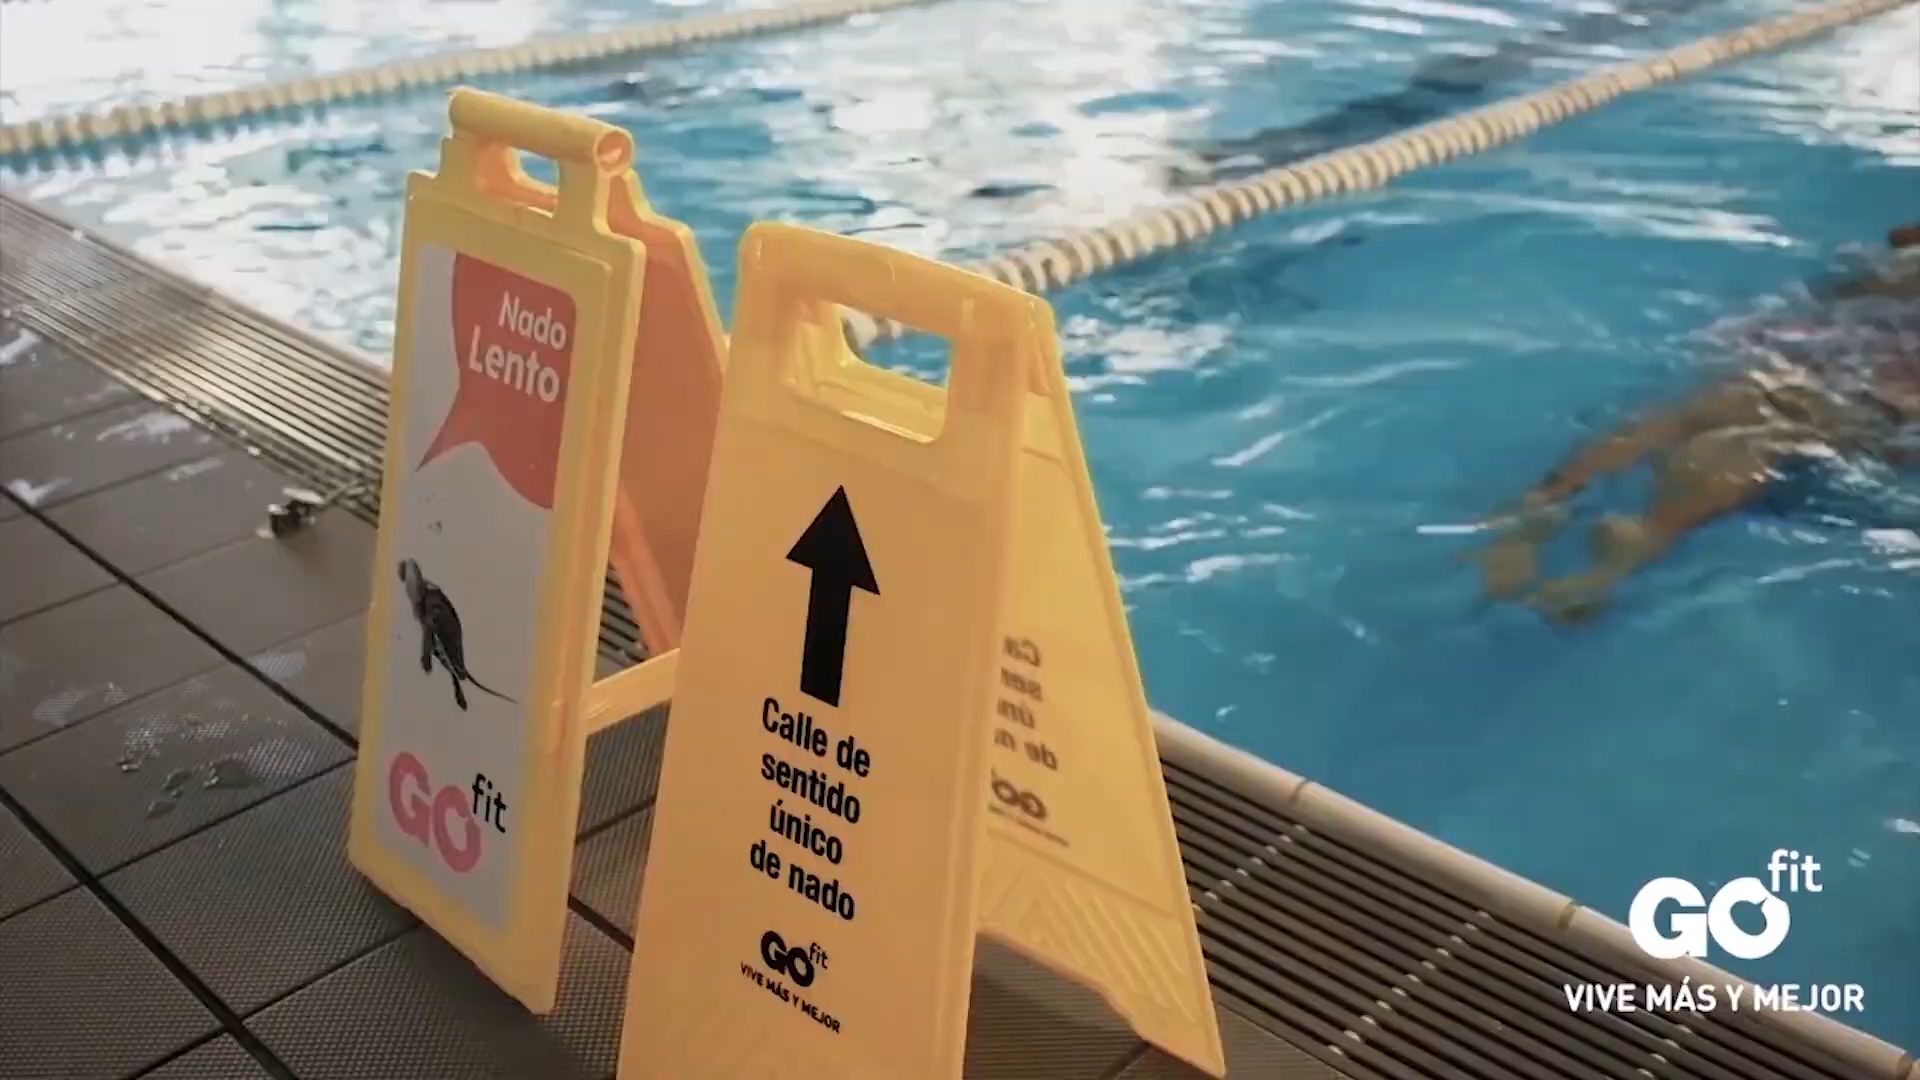 Nado
Lento
GO fit
Calle de
sentido
único
de nado
GO fit
VIVE MÁS Y MEJOR
GO fit
VIVE MÁS Y MEJOR